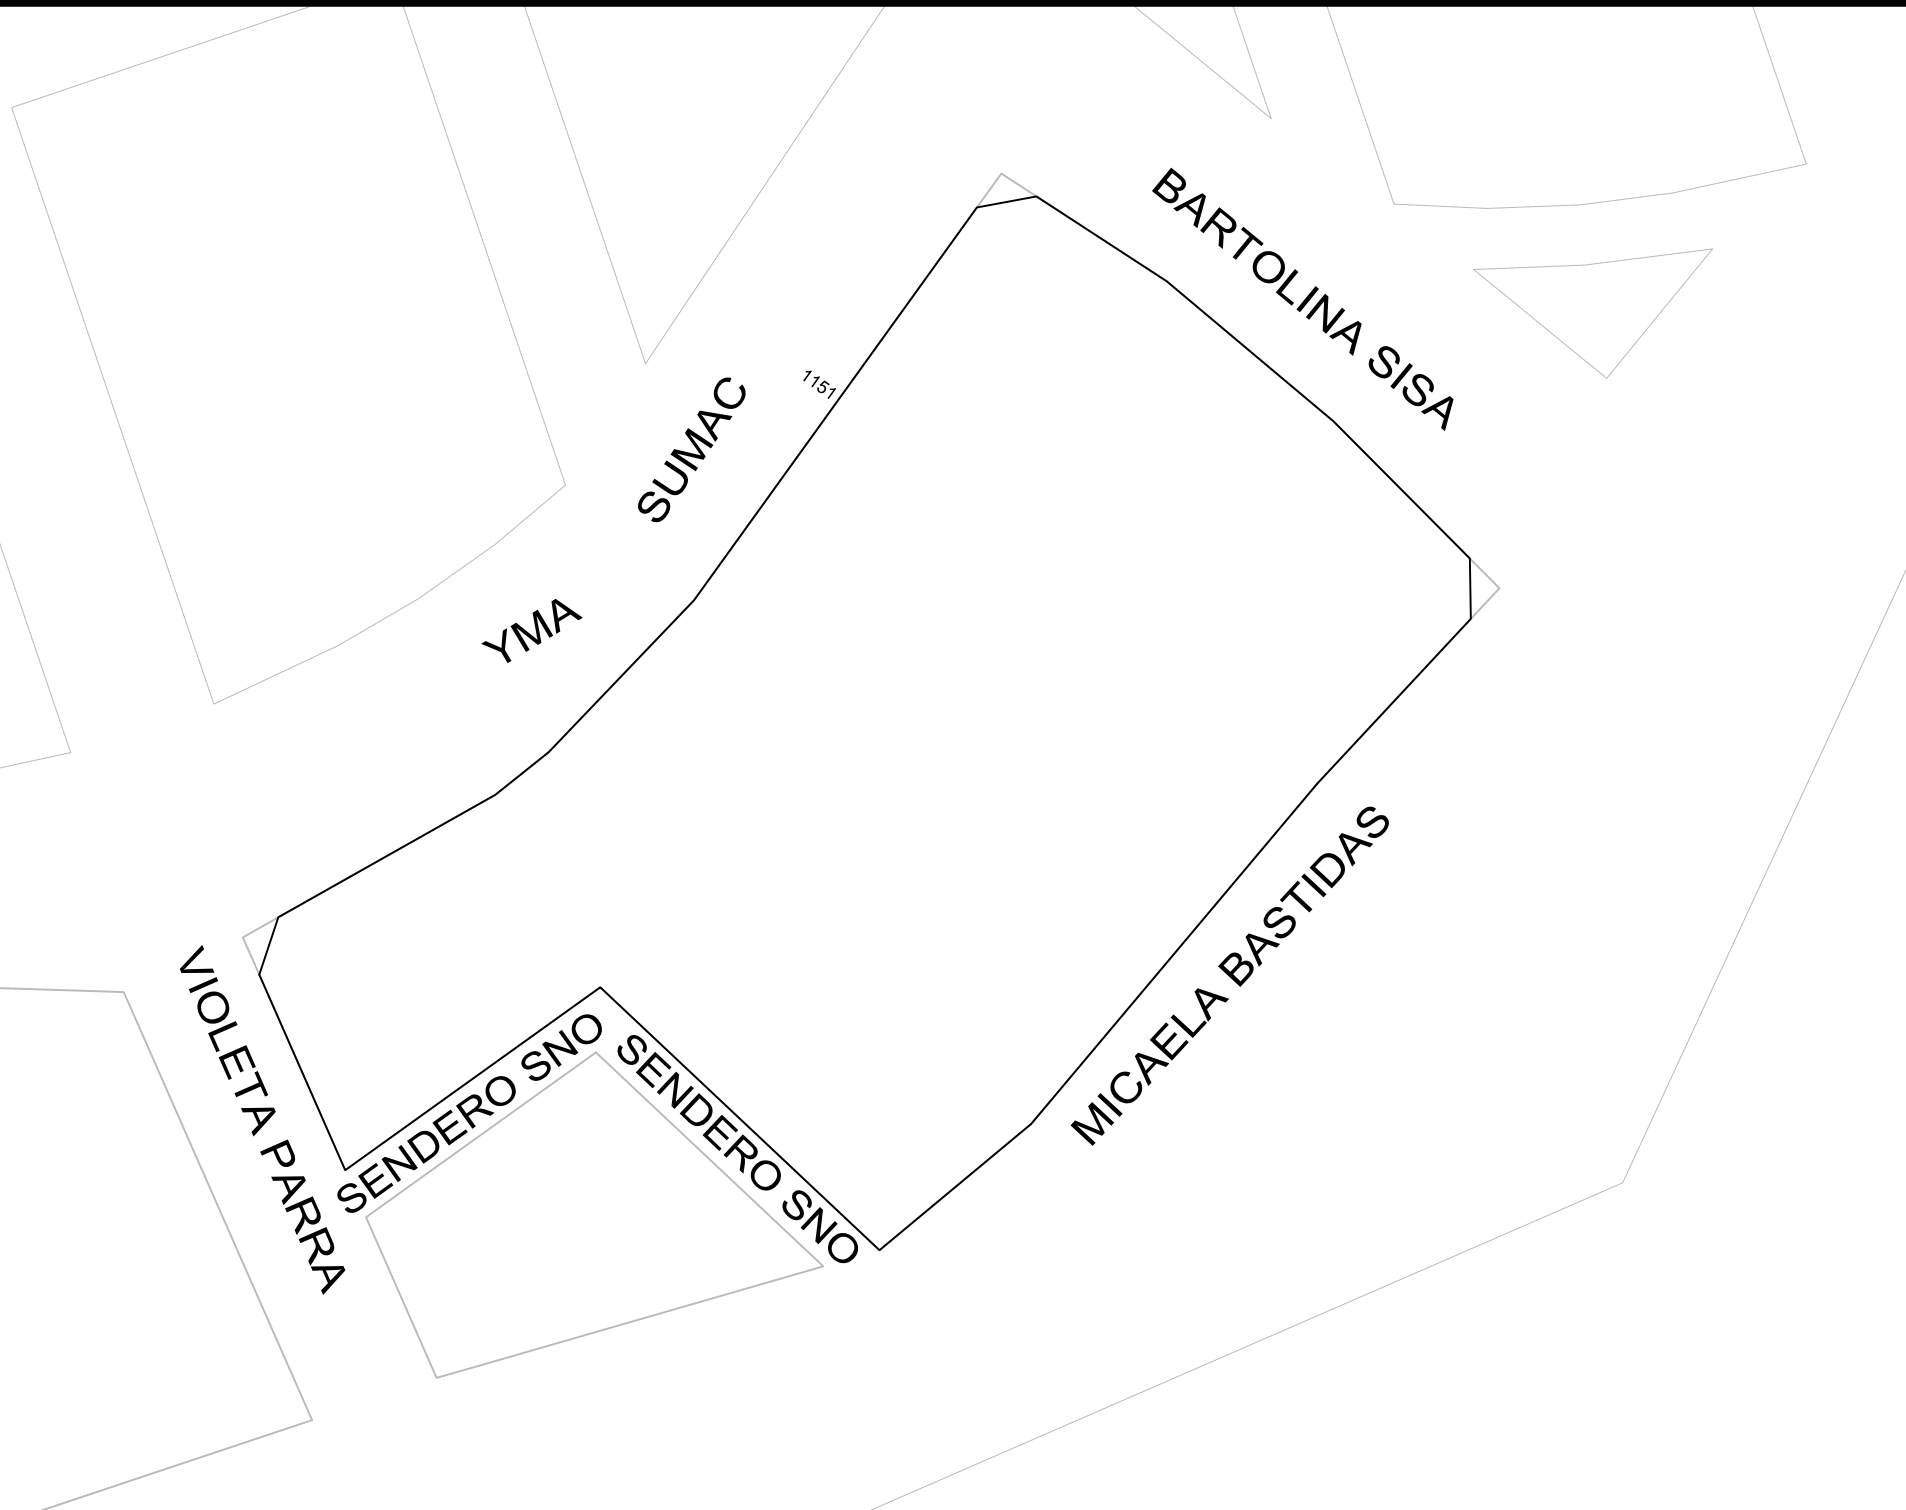 BARTOLINA SISA
1151
SUMAC
YMA
MICAELA BASTIDAS
VIOLETA PARRA
SENDERO SNO
SENDERO SNO